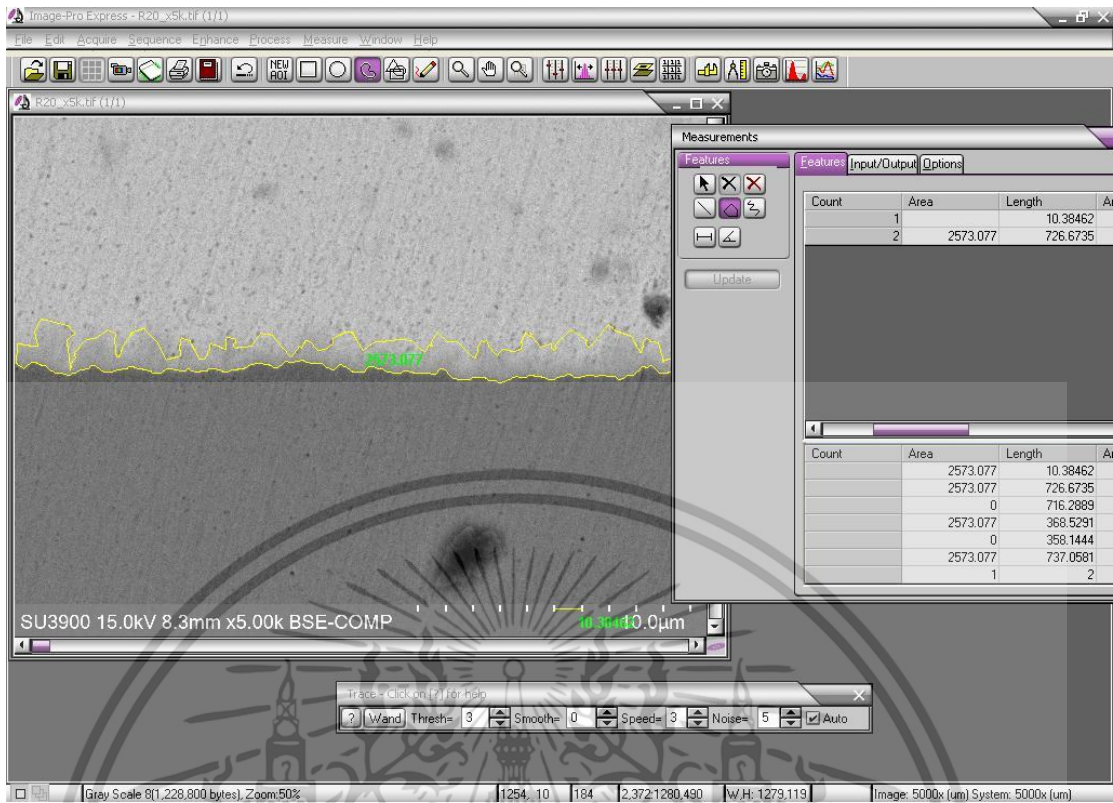 Image-Pro Express - R20_x5k.tif (1/1)
File Edit Acquire Sequence Enhance Process Measure Window Help
NEW AOI
R20_x5k.tif (1/1)
2573.077
SU3900 15.0kV 8.3mm x5.00k BSE-COMP
10.0µm
Measurements
Features
Update
Features Input/Output Options
Count Area Length
1 10.38462
2 2573.077 726.6735
Count Area Length
2573.077 10.38462
2573.077 726.6735
0 716.2889
2573.077 368.5291
0 358.1444
2573.077 737.0581
1 2
Trace - Click on [?] for help
? Wand Thresh= 3 Smooth= 0 Speed= 3 Noise= 5 Auto
Gray Scale 8(1,228,800 bytes), Zoom:50% 1254, 10 184 2,372:1280,490 W,H: 1279,119 Image: 5000x (um) System: 5000x (um)